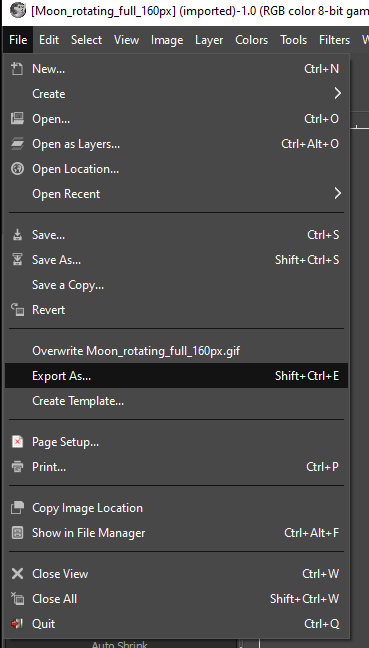 [Moon_rotating_full_160px] (imported)-1.0 (RGB color 8-bit gam
File Edit Select View Image Layer Colors Tools Filters W
New... Ctrl+N
Create
Open... Ctrl+O
Open as Layers... Ctrl+Alt+O
Open Location...
Open Recent
Save... Ctrl+S
Save As... Shift+Ctrl+S
Save a Copy...
Revert
Overwrite Moon_rotating_full_160px.gif
Export As... Shift+Ctrl+E
Create Template...
Page Setup...
Print... Ctrl+P
Copy Image Location
Show in File Manager Ctrl+Alt+F
Close View Ctrl+W
Close All Shift+Ctrl+W
Quit Ctrl+Q
Auto Shrink